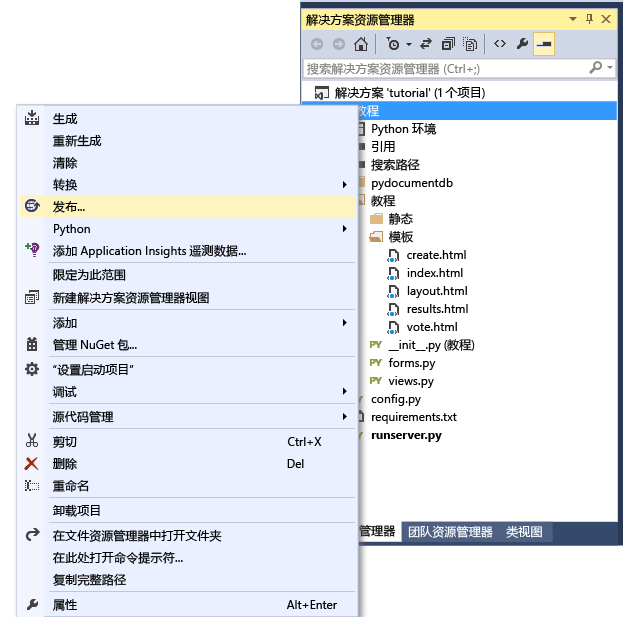 解决方案资源管理器
搜索解决方案资源管理器 (Ctrl+;)
解决方案 'tutorial' (1 个项目)
教程
Python 环境
引用
搜索路径
pydocumentdb
教程
静态
模板
create.html
index.html
layout.html
results.html
vote.html
PY __init__.py (教程)
PY forms.py
PY views.py
config.py
requirements.txt
runserver.py
管理器 团队资源管理器 类视图
生成
重新生成
清除
转换
发布...
Python
添加 Application Insights 遥测数据...
限定为此范围
新建解决方案资源管理器视图
添加
管理 NuGet 包...
"设置启动项目"
调试
源代码管理
剪切 Ctrl+X
删除 Del
重命名
卸载项目
在文件资源管理器中打开文件夹
在此处打开命令提示符...
复制完整路径
属性 Alt+Enter